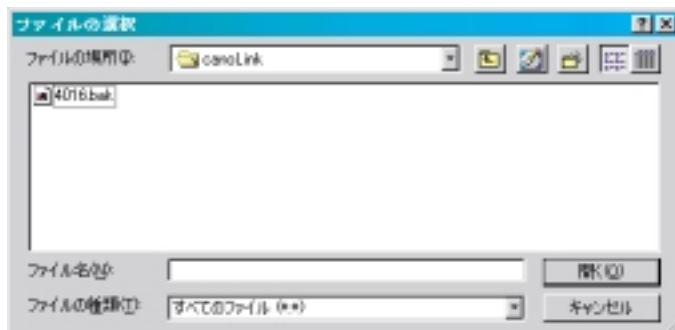 ファイルの選択
ファイルの場所(I):
canoLink
4016.bak
ファイル名(N):
開く(O)
ファイルの種類(T):
すべてのファイル (*.*)
キャンセル